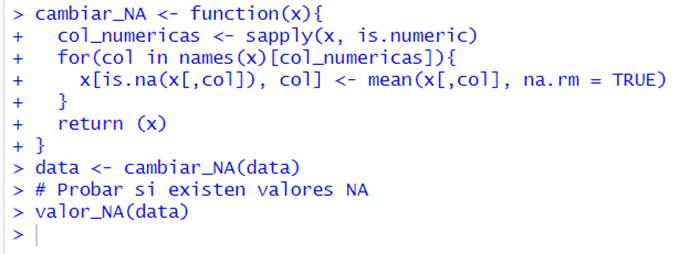 > cambiar_NA <- function(x){
+   col_numericas <- sapply(x, is.numeric)
+   for(col in names(x)[col_numericas]){
+     x[is.na(x[,col]), col] <- mean(x[,col], na.rm = TRUE)
+   }
+   return (x)
+ }
> data <- cambiar_NA(data)
> # Probar si existen valores NA
> valor_NA(data)
>